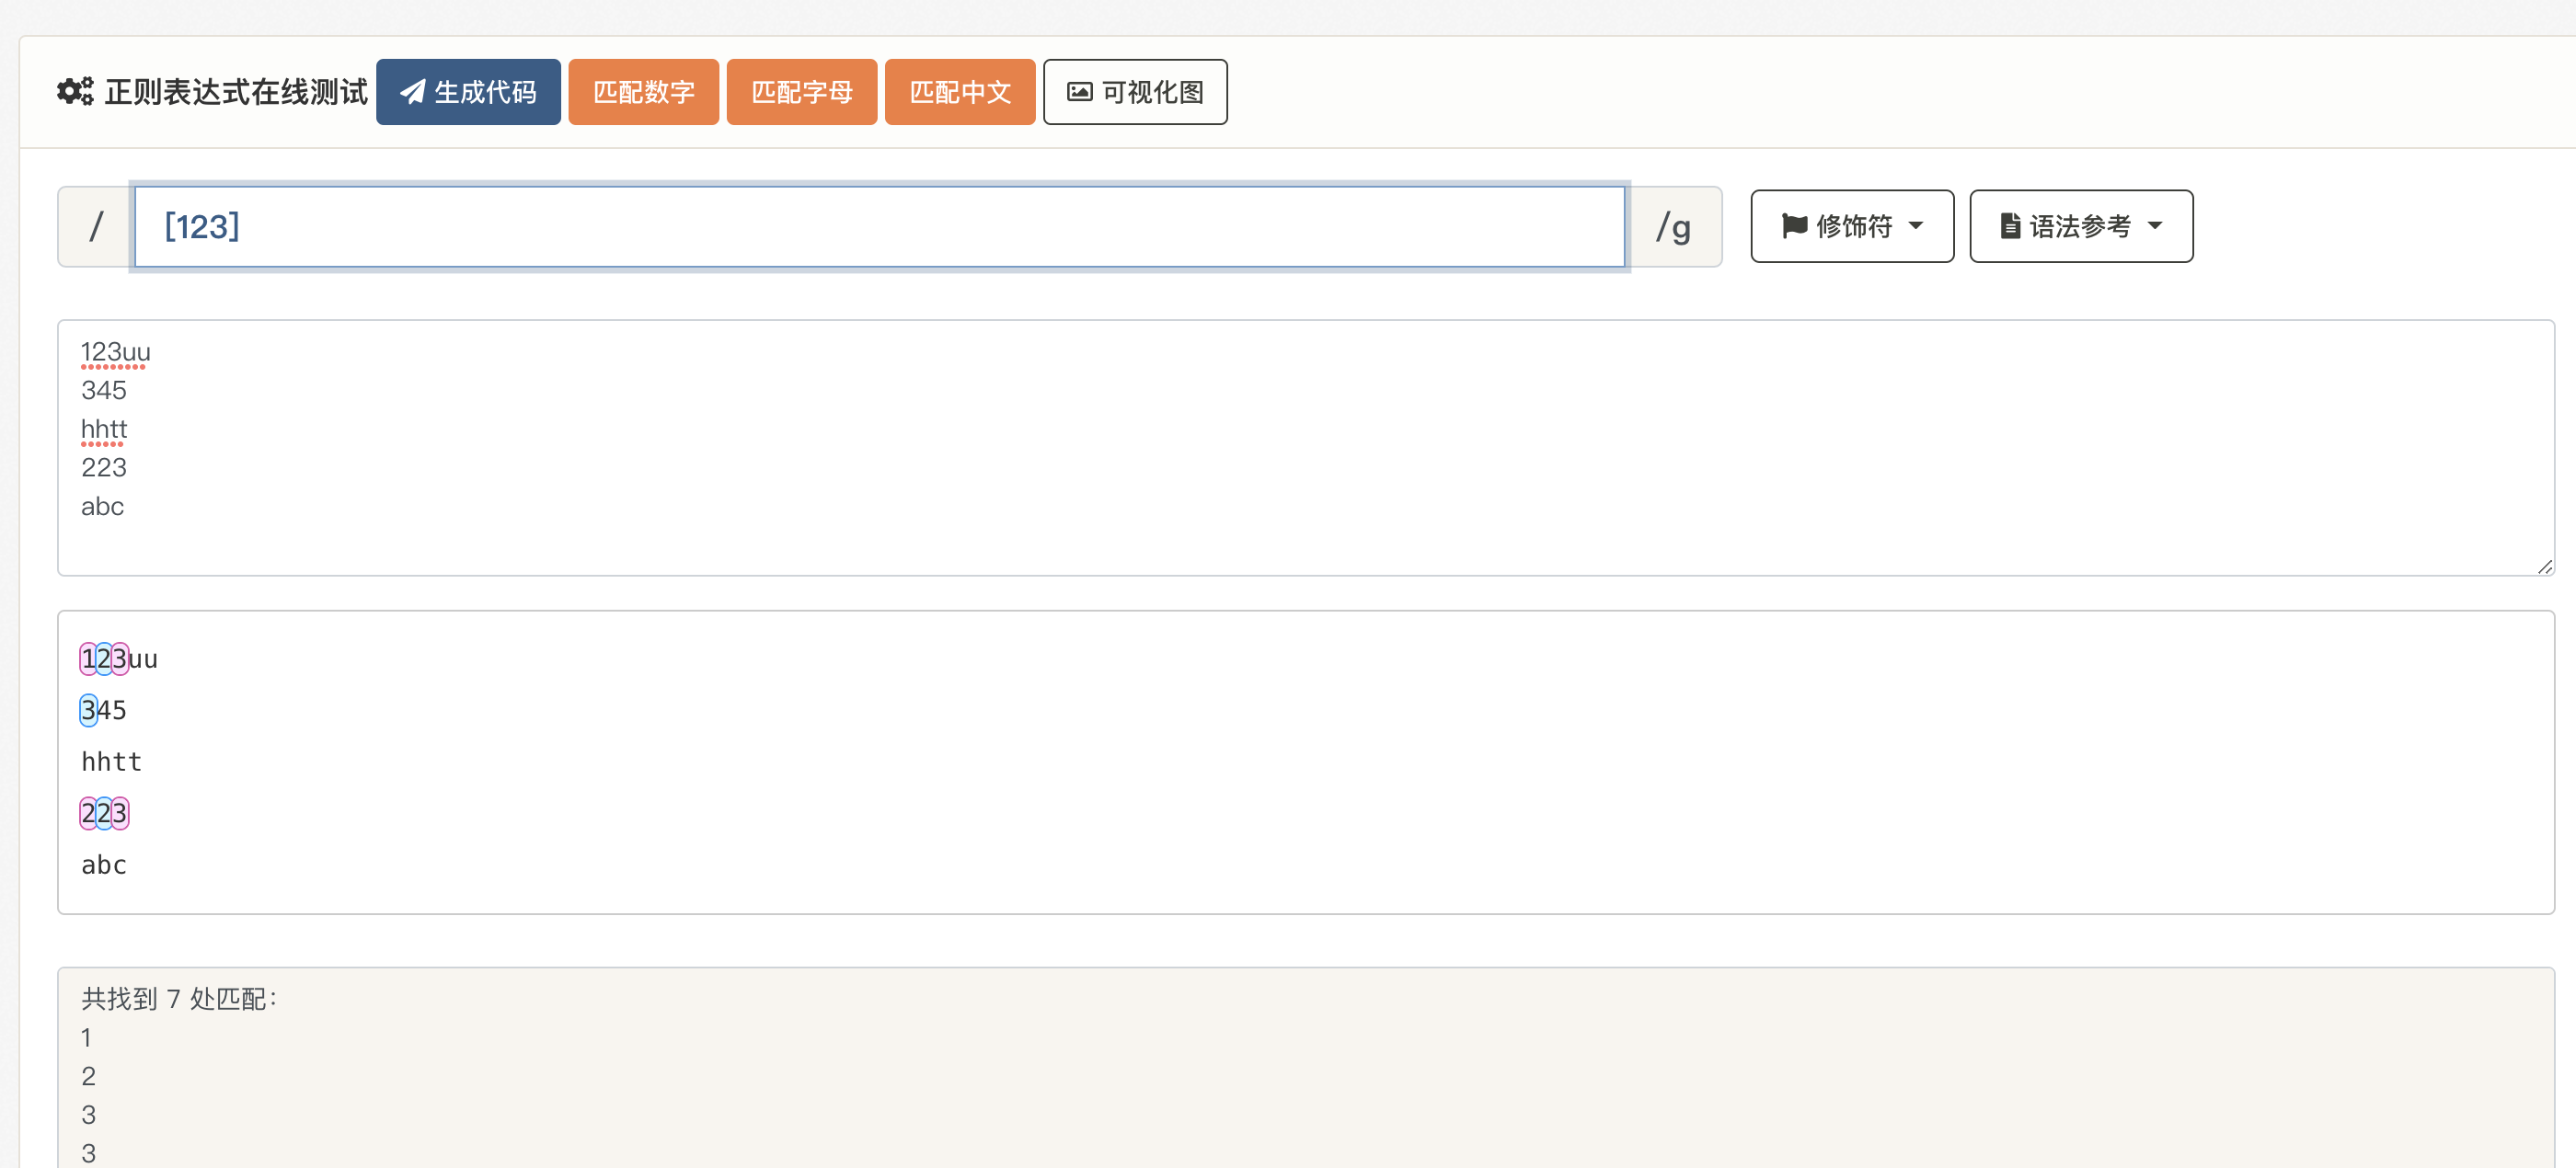 正则表达式在线测试 生成代码 匹配数字 匹配字母 匹配中文 可视化图
/ [123] /g 修饰符 语法参考
123uu
345
hhtt
223
abc
123uu
345
hhtt
223
abc
共找到 7 处匹配：
1
2
3
3